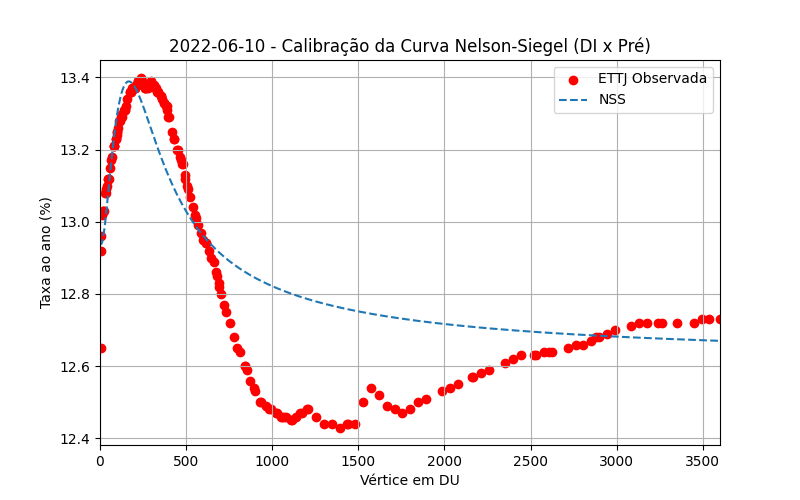 2022-06-10 - Calibração da Curva Nelson-Siegel (DI x Pré)
ETTJ Observada
NSS
Taxa ao ano (%)
13.4
13.2
13.0
12.8
12.6
12.4
0 500 1000 1500 2000 2500 3000 3500
Vértice em DU